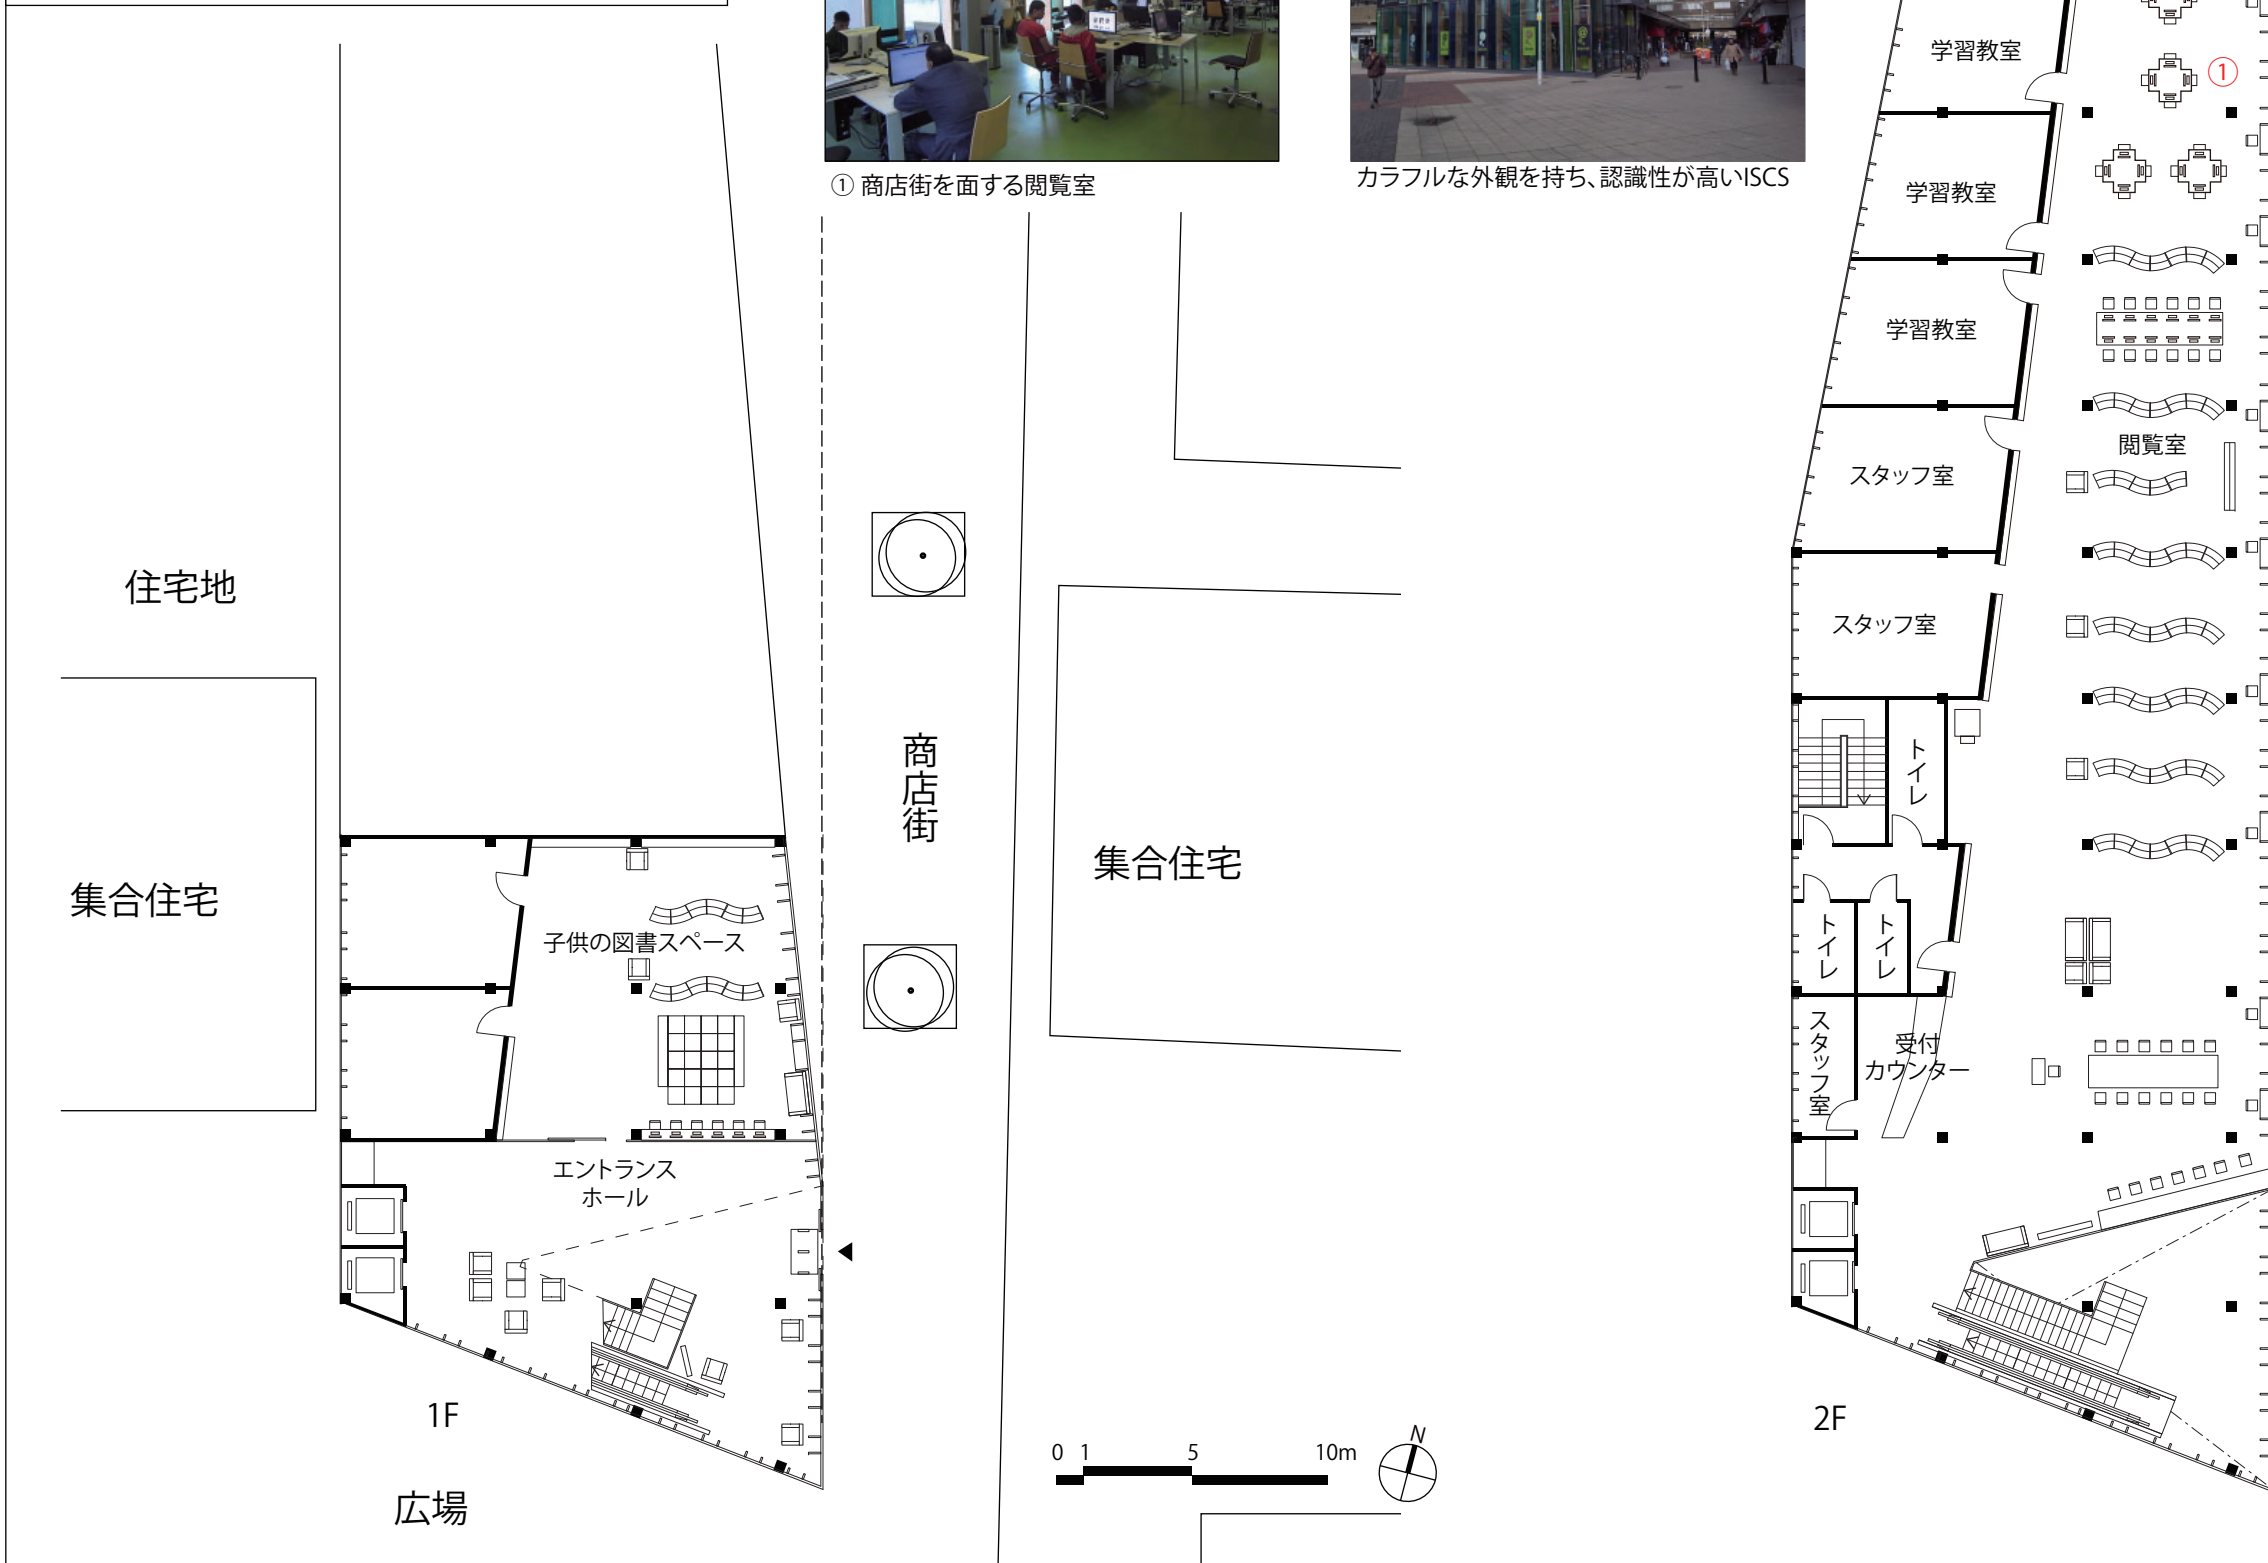 ① 商店街を面する閲覧室
カラフルな外観を持ち、認識性が高いISCS
住宅地
集合住宅
商店街
集合住宅
子供の図書スペース
エントランス
ホール
1F
広場
0 1 5 10m
N
学習教室
①
学習教室
学習教室
スタッフ室
閲覧室
スタッフ室
トイレ
トイレ
トイレ
スタッフ室
受付
カウンター
2F